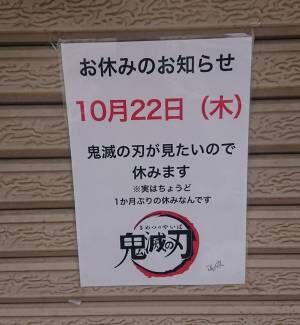 お休みのお知らせ
10月22日（木）
鬼滅の刃が見たいので
休みます
※実はちょうど
1か月ぶりの休みなんです
きめつのやいば
鬼滅の刃